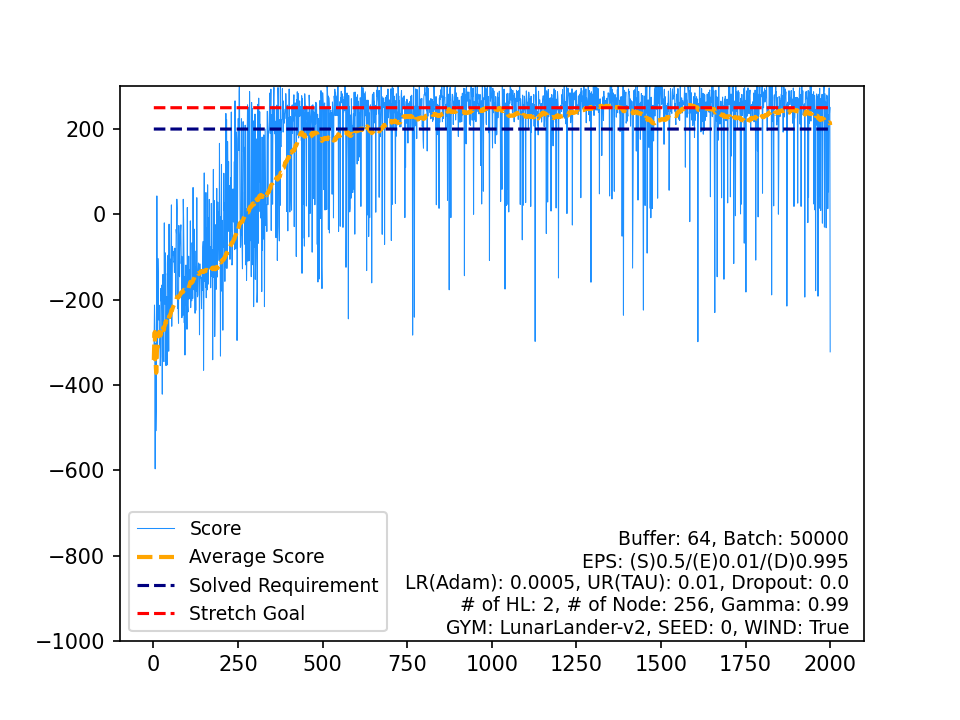 200
0
−200
−400
−600
−800
−1000
Score
Average Score
Solved Requirement
Stretch Goal
Buffer: 64, Batch: 50000
EPS: (S)0.5/(E)0.01/(D)0.995
LR(Adam): 0.0005, UR(TAU): 0.01, Dropout: 0.0
# of HL: 2, # of Node: 256, Gamma: 0.99
GYM: LunarLander-v2, SEED: 0, WIND: True
0 250 500 750 1000 1250 1500 1750 2000